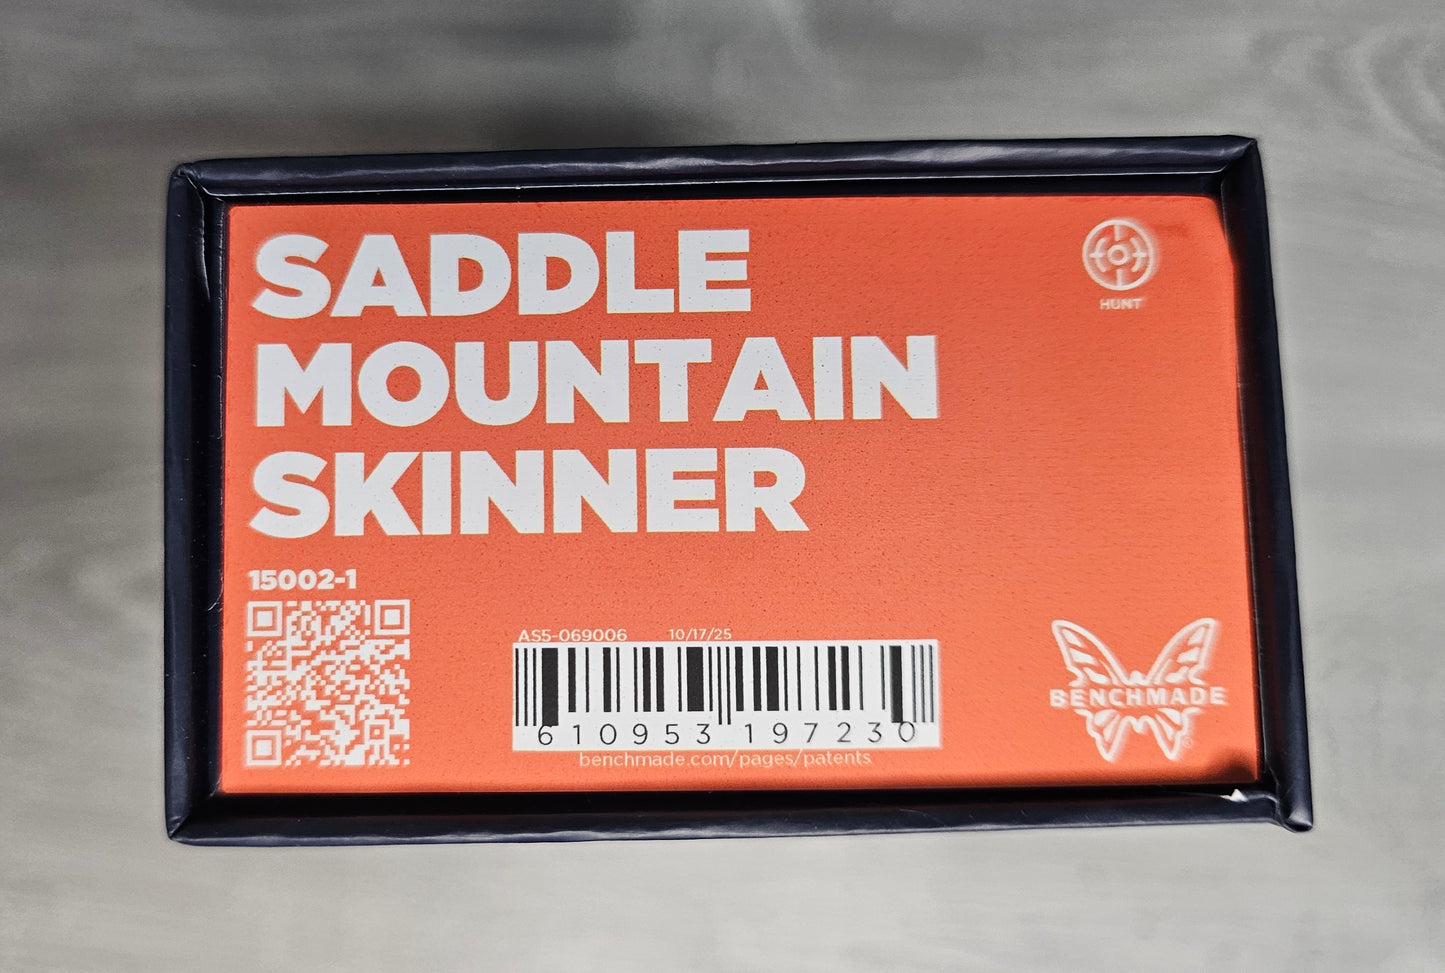 SADDLE
MOUNTAIN
SKINNER
HUNT
15002-1
AS5-069006 10/17/25
610953 197230
benchmade.com/pages/patents
BENCHMADE
®